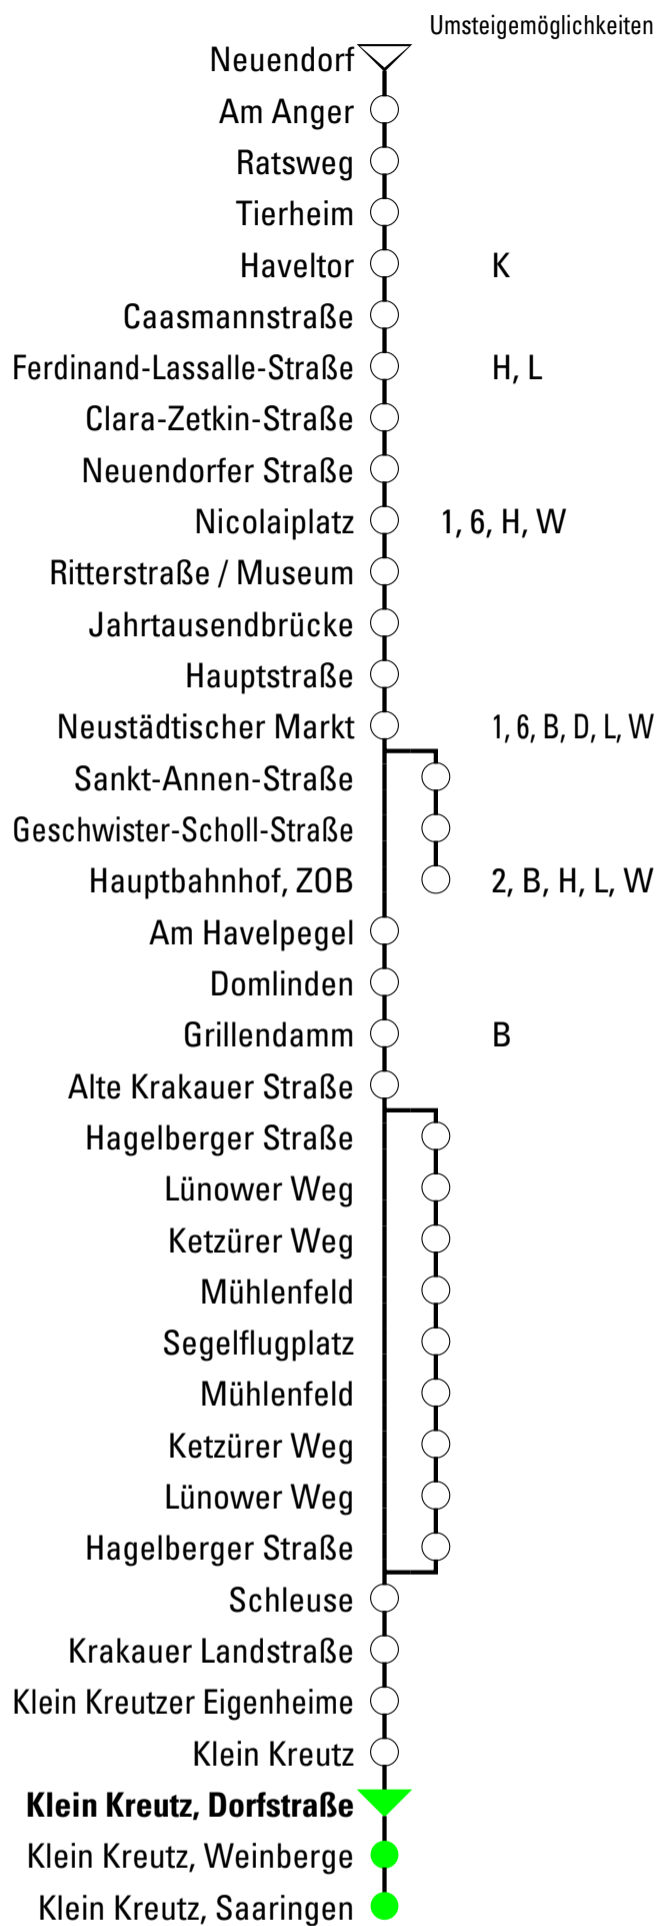 Umsteigemöglichkeiten
Neuendorf
Am Anger
Ratsweg
Tierheim
Haveltor K
Caasmannstraße
Ferdinand-Lassalle-Straße H, L
Clara-Zetkin-Straße
Neuendorfer Straße
Nicolaiplatz 1, 6, H, W
Ritterstraße / Museum
Jahrtausendbrücke
Hauptstraße
Neustädtischer Markt 1, 6, B, D, L, W
Sankt-Annen-Straße
Geschwister-Scholl-Straße
Hauptbahnhof, ZOB 2, B, H, L, W
Am Havelpegel
Domlinden
Grillendamm B
Alte Krakauer Straße
Hagelberger Straße
Lünower Weg
Ketzürer Weg
Mühlenfeld
Segelflugplatz
Mühlenfeld
Ketzürer Weg
Lünower Weg
Hagelberger Straße
Schleuse
Krakauer Landstraße
Klein Kreutzer Eigenheime
Klein Kreutz
Klein Kreutz, Dorfstraße
Klein Kreutz, Weinberge
Klein Kreutz, Saaringen